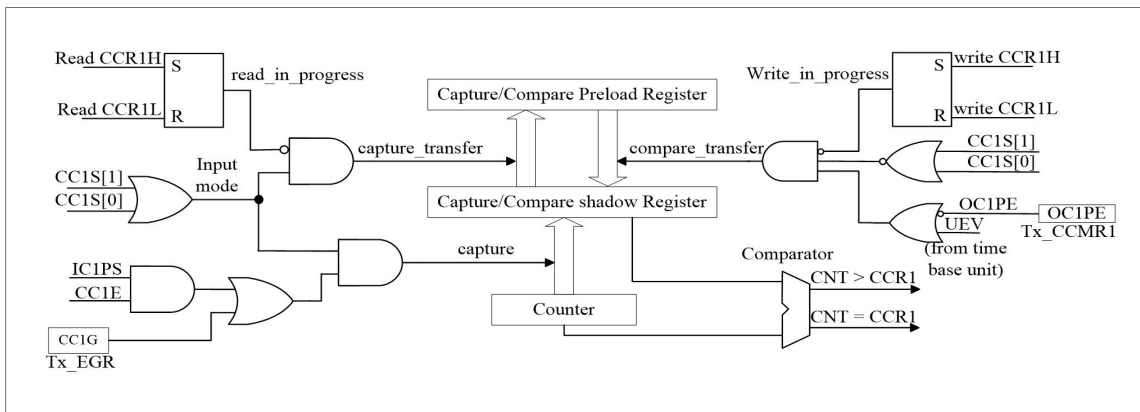 Read CCR1H
S
read_in_progress
Read CCR1L
R
Capture/Compare Preload Register
Write_in_progress
S
write CCR1H
R
write CCR1L
Input
mode
capture_transfer
compare_transfer
CC1S[1]
CC1S[0]
CC1S[1]
CC1S[0]
Capture/Compare shadow Register
OC1PE
OC1PE
UEV
Tx_CCMR1
(from time
base unit)
capture
IC1PS
CC1E
Comparator
CNT > CCR1
Counter
CNT = CCR1
CC1G
Tx_EGR